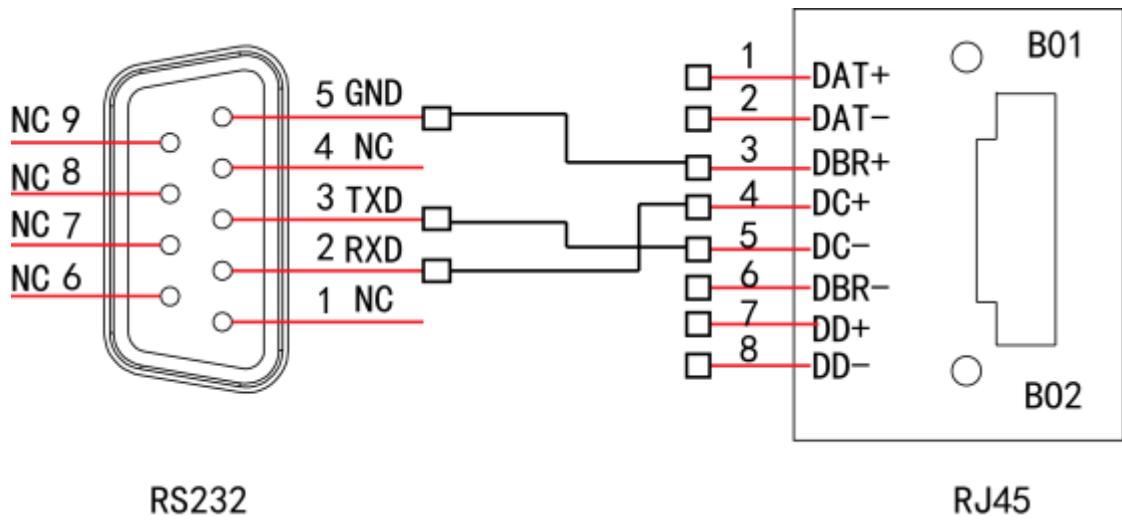 NC 9
NC 8
NC 7
NC 6
5 GND
4 NC
3 TXD
2 RXD
1 NC
1 DAT+
2 DAT-
3 DBR+
4 DC+
5 DC-
6 DBR-
7 DD+
8 DD-
B01
B02
RS232
RJ45